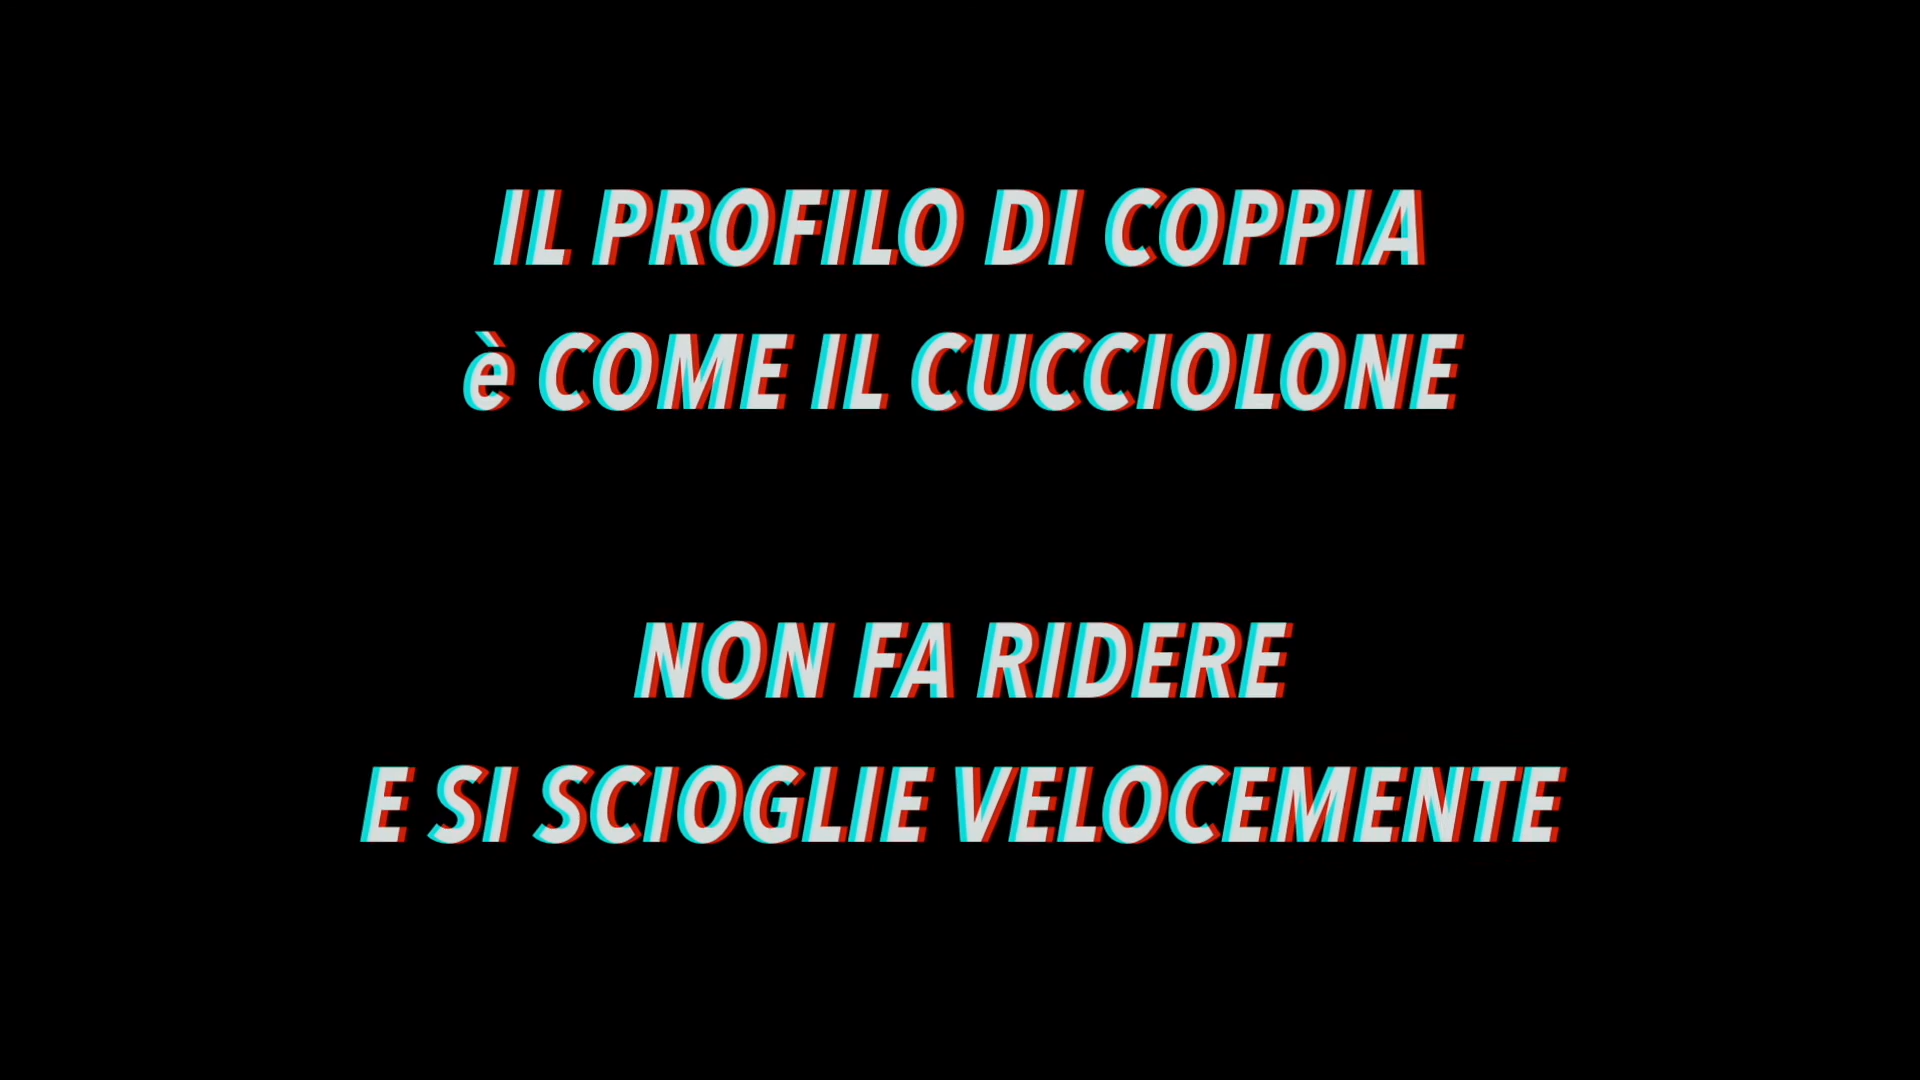 IL PROFILO DI COPPIA
è COME IL CUCCIOLONE
NON FA RIDERE
E SI SCIOGLIE VELOCEMENTE